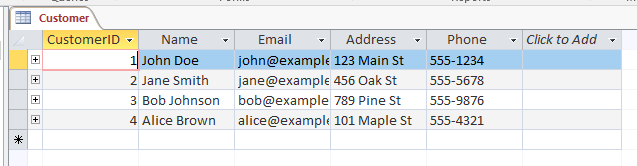 Customer
CustomerID Name Email Address Phone Click to Add
1 John Doe john@example 123 Main St 555-1234
2 Jane Smith jane@example 456 Oak St 555-5678
3 Bob Johnson bob@example 789 Pine St 555-9876
4 Alice Brown alice@example 101 Maple St 555-4321